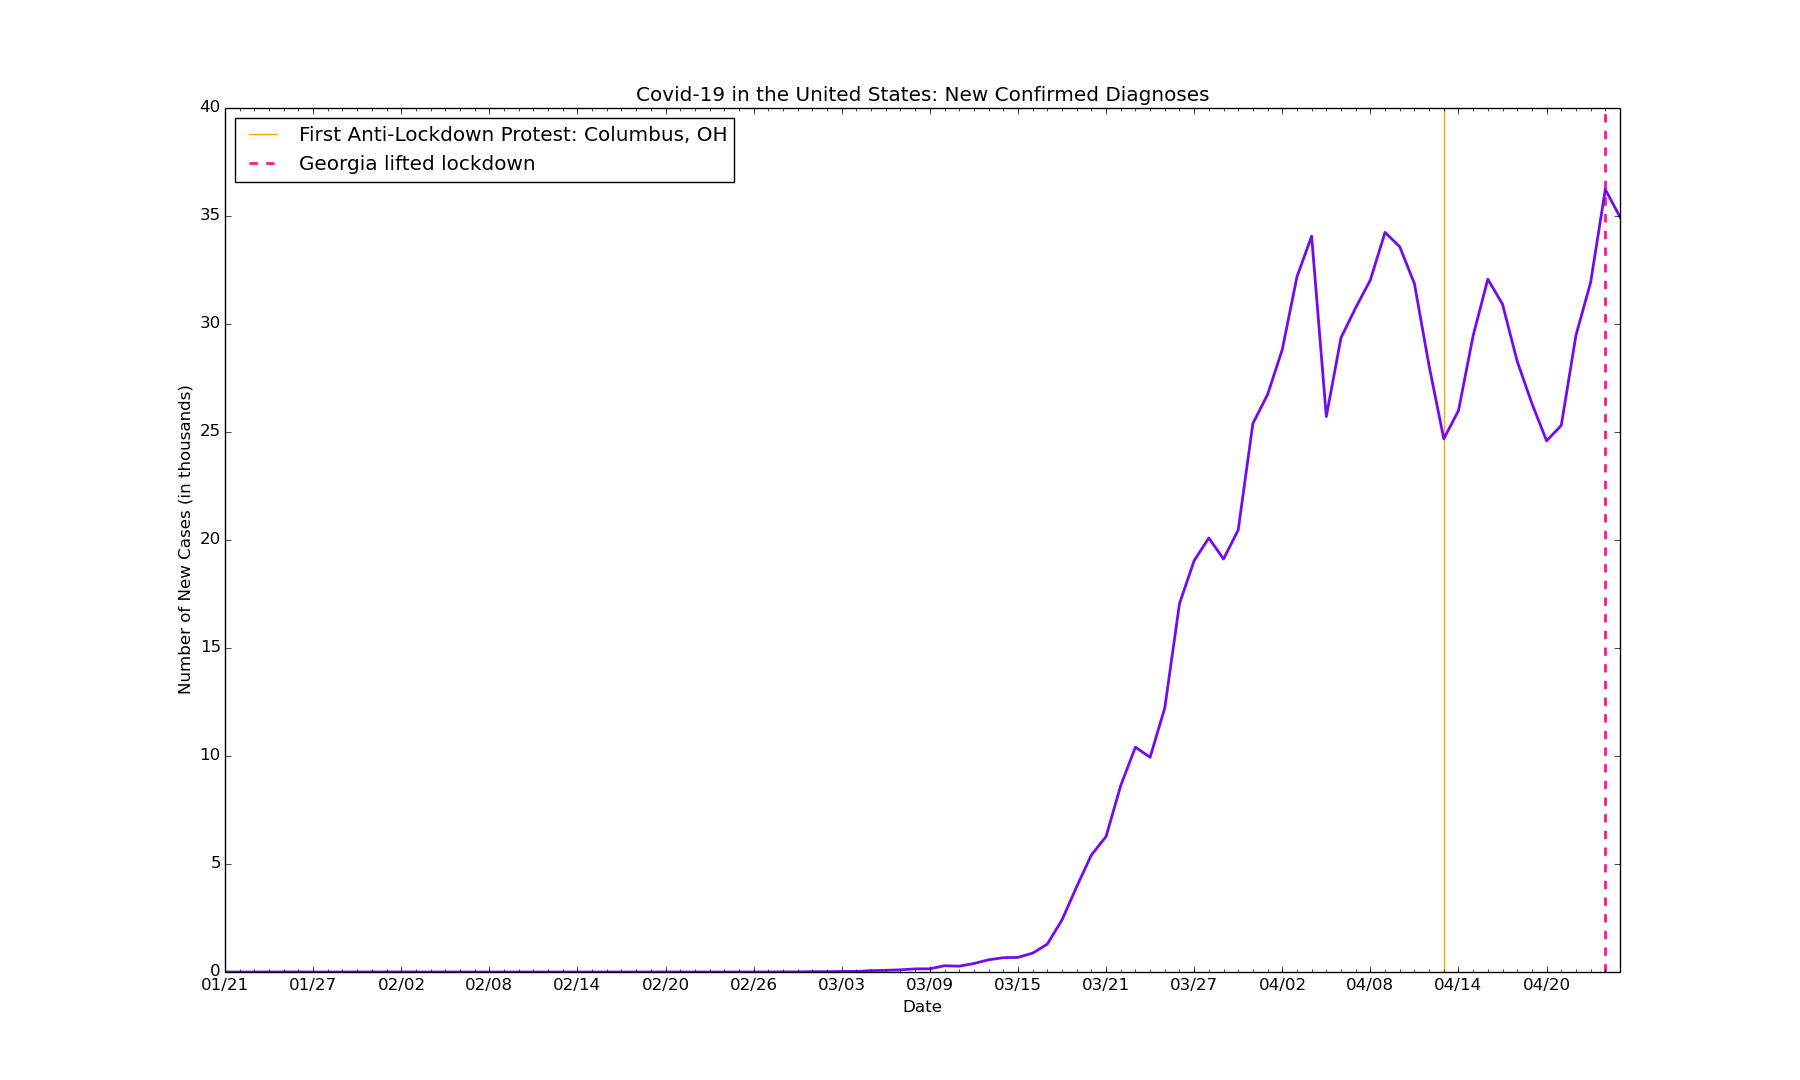 Covid-19 in the United States: New Confirmed Diagnoses
First Anti-Lockdown Protest: Columbus, OH
Georgia lifted lockdown
Number of New Cases (in thousands)
40
35
30
25
20
15
10
5
0
01/21 01/27 02/02 02/08 02/14 02/20 02/26 03/03 03/09 03/15 03/21 03/27 04/02 04/08 04/14 04/20
Date